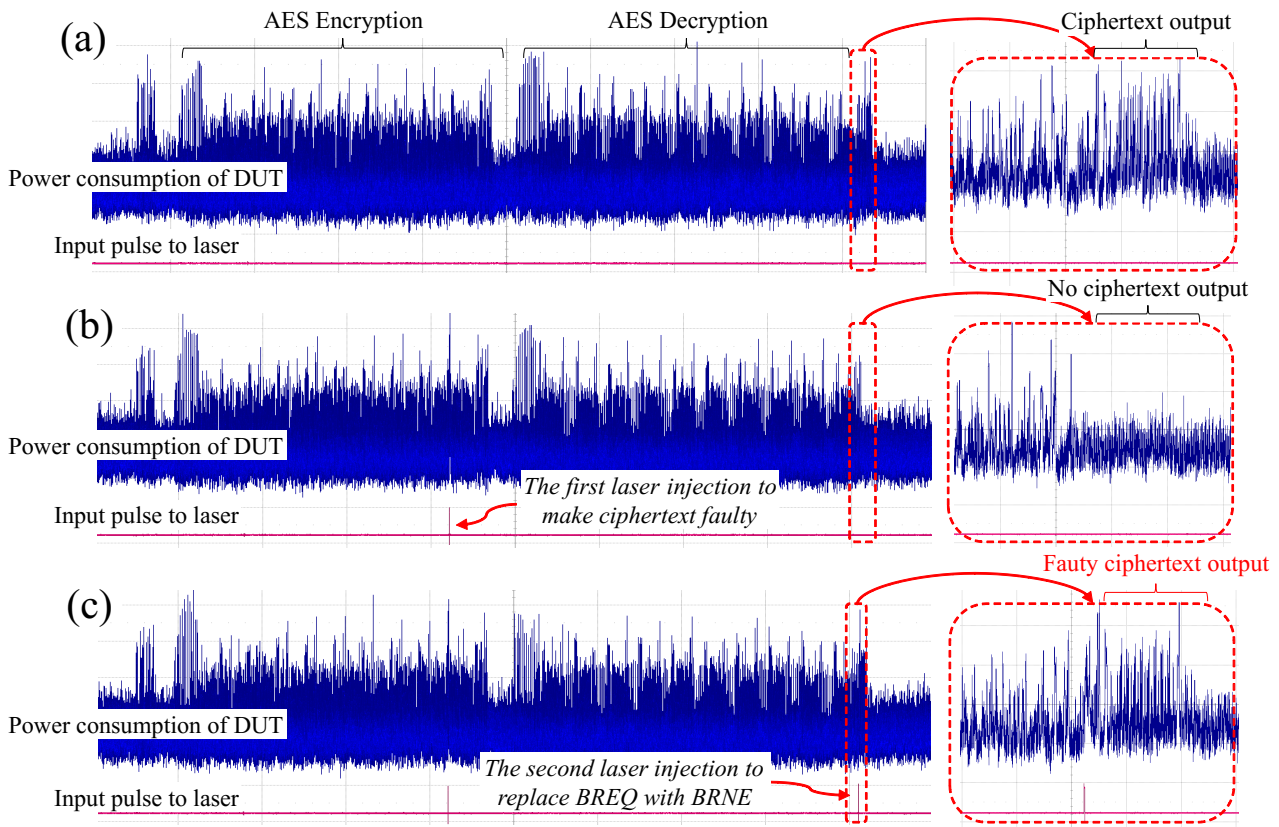 (a)
AES Encryption
AES Decryption
Ciphertext output
Power consumption of DUT
Input pulse to laser
(b)
No ciphertext output
Power consumption of DUT
Input pulse to laser
The first laser injection to
make ciphertext faulty
(c)
Fauty ciphertext output
Power consumption of DUT
Input pulse to laser
The second laser injection to
replace BREQ with BRNE